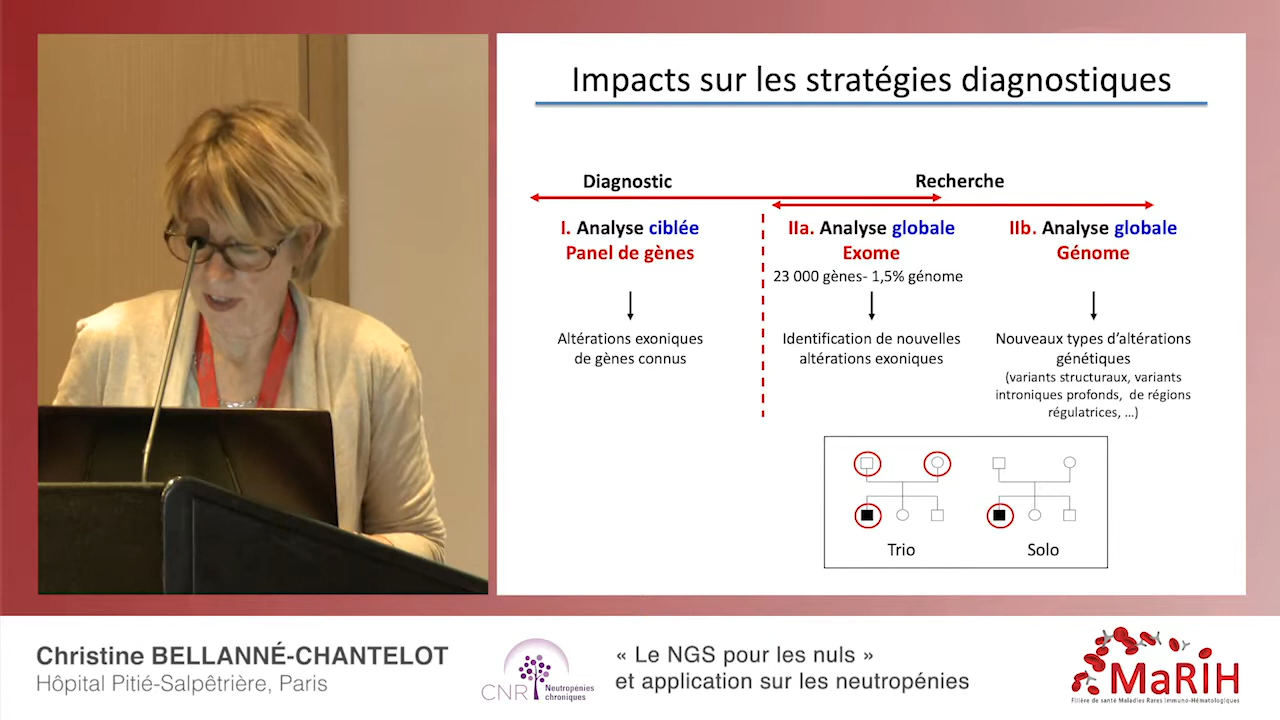 Impacts sur les stratégies diagnostiques
Diagnostic
Recherche
I. Analyse ciblée
Panel de gènes
Altérations exoniques
de gènes connus
IIa. Analyse globale
Exome
23 000 gènes- 1,5% génome
Identification de nouvelles
altérations exoniques
IIb. Analyse globale
Génome
Nouveaux types d’altérations
génétiques
(variants structuraux, variants
introniques profonds, de régions
régulatrices, …)
Trio
Solo
Christine BELLANNÉ-CHANTELOT
Hôpital Pitié-Salpêtrière, Paris
CNR Neutropénies
chroniques
« Le NGS pour les nuls »
et application sur les neutropénies
MaRIH
Filière de santé Maladies Rares Immuno-Hématologiques